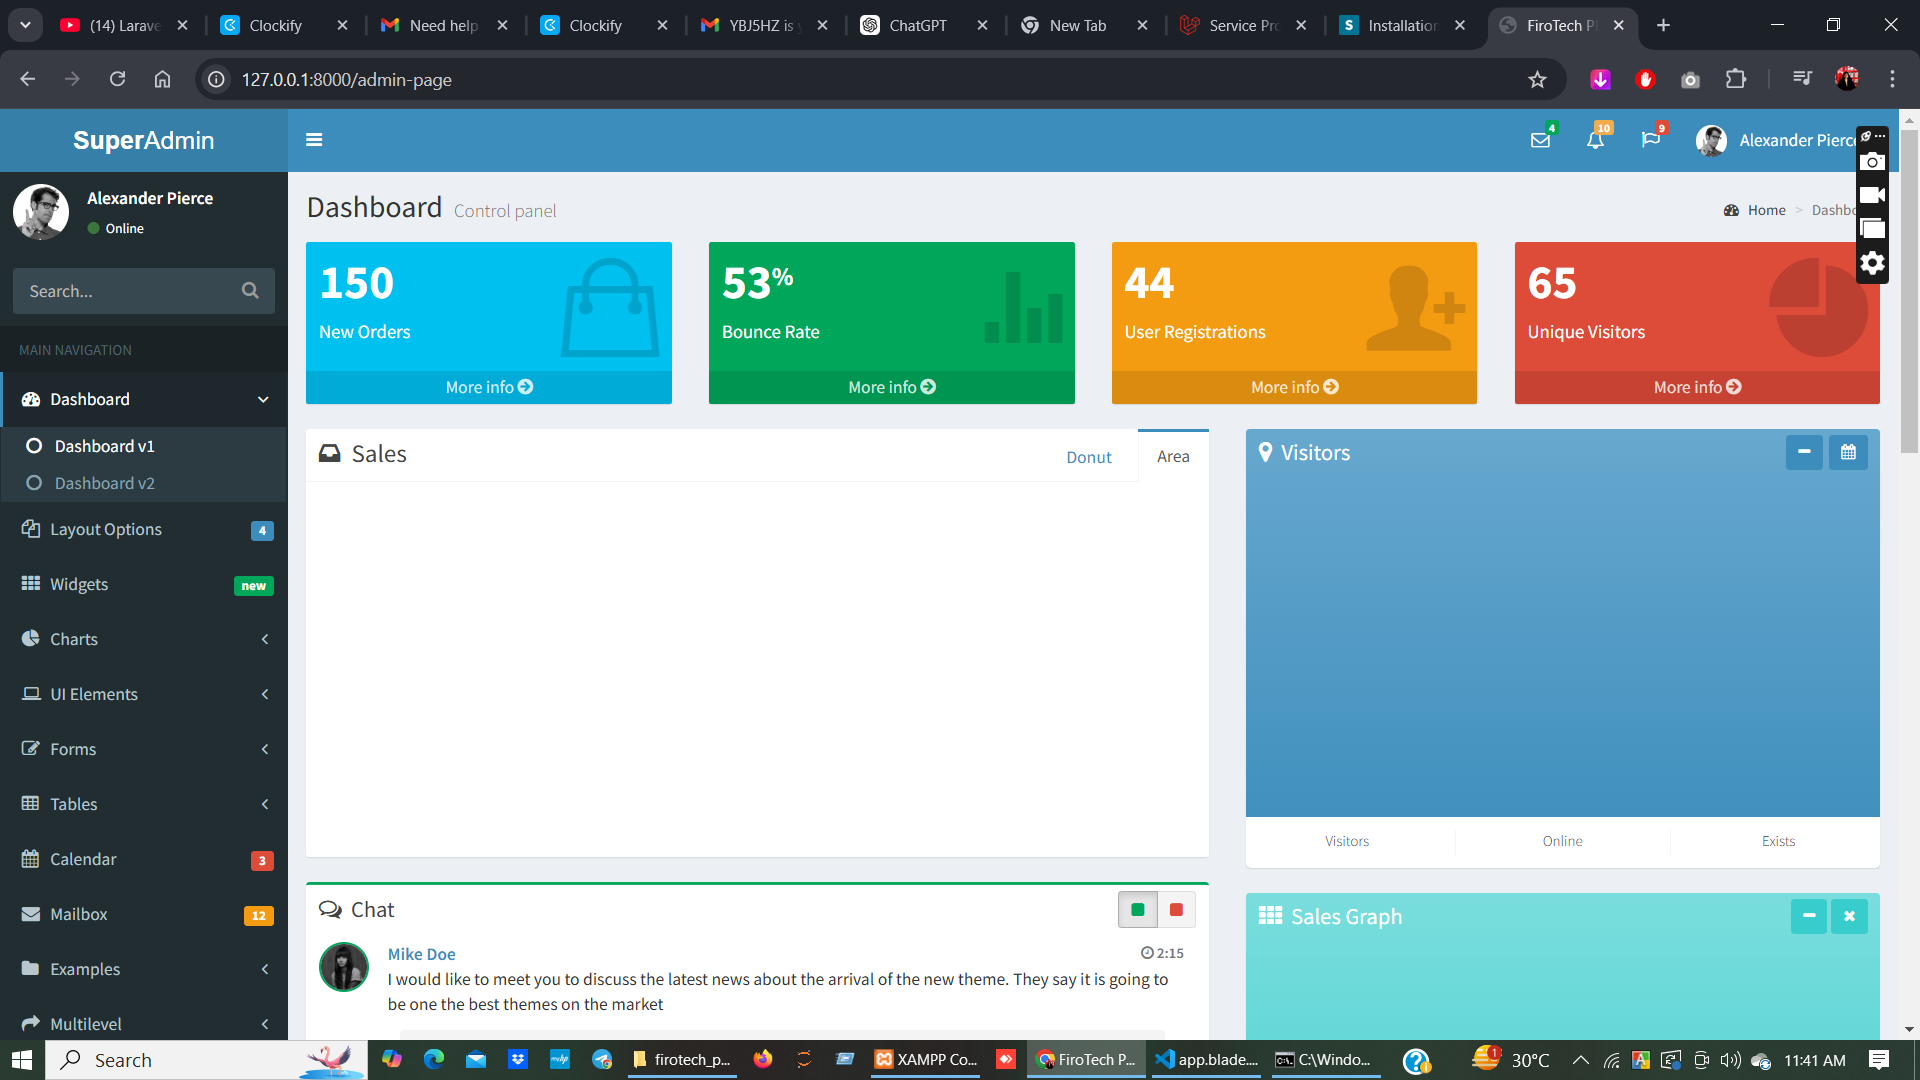 (14) Larave
Clockify
Need help
Clockify
YBJ5HZ is y
ChatGPT
New Tab
Service Pro
Installation
FiroTech Pl
127.0.0.1:8000/admin-page
SuperAdmin
4
10
9
Alexander Pierce
Alexander Pierce
Online
Search...
MAIN NAVIGATION
Dashboard
Dashboard v1
Dashboard v2
Layout Options 4
Widgets new
Charts
UI Elements
Forms
Tables
Calendar 3
Mailbox 12
Examples
Multilevel
Dashboard Control panel
Home > Dashbo
150
New Orders
More info
53%
Bounce Rate
More info
44
User Registrations
More info
65
Unique Visitors
More info
Sales
Donut
Area
Visitors
Visitors
Online
Exists
Chat
Mike Doe
2:15
I would like to meet you to discuss the latest news about the arrival of the new theme. They say it is going to
be one the best themes on the market
Sales Graph
Search
firotech_p...
XAMPP Co...
FiroTech P...
app.blade....
C:\Windo...
1
30°C
11:41 AM